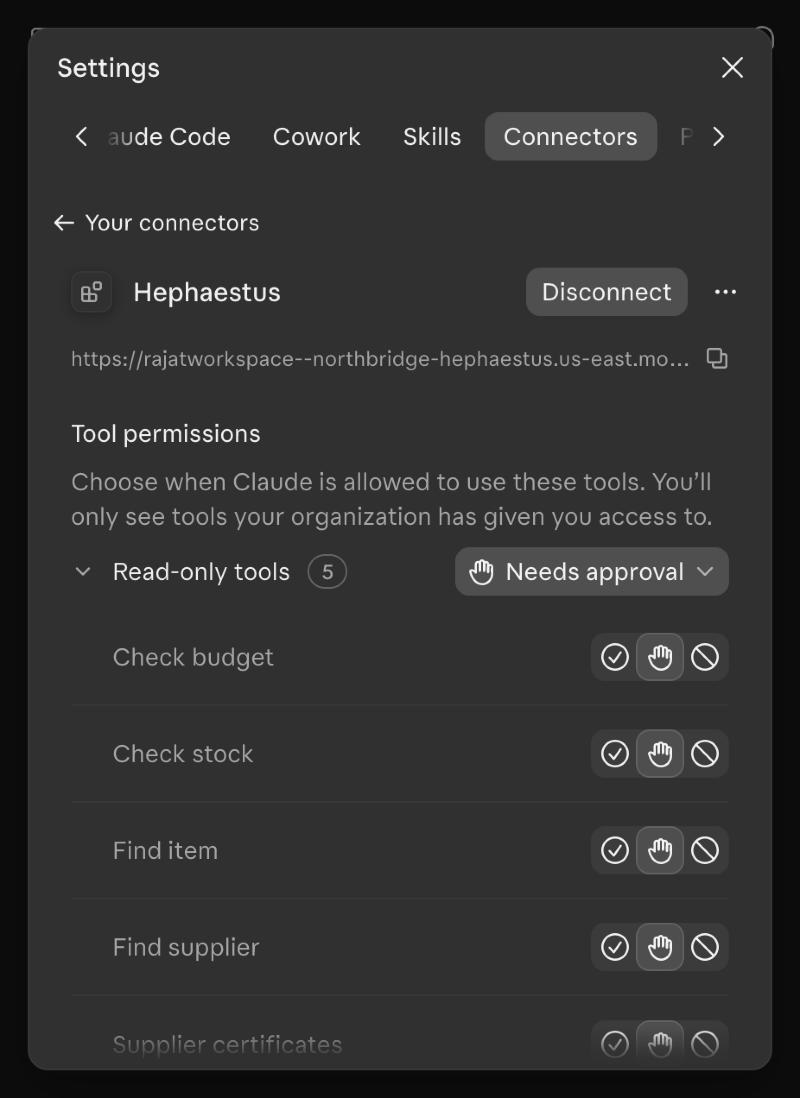 Settings
aude Code Cowork Skills Connectors P
Your connectors
Hephaestus Disconnect
https://rajatworkspace--northbridge-hephaestus.us-east.mo...
Tool permissions
Choose when Claude is allowed to use these tools. You’ll
only see tools your organization has given you access to.
Read-only tools 5 Needs approval
Check budget
Check stock
Find item
Find supplier
Supplier certificates